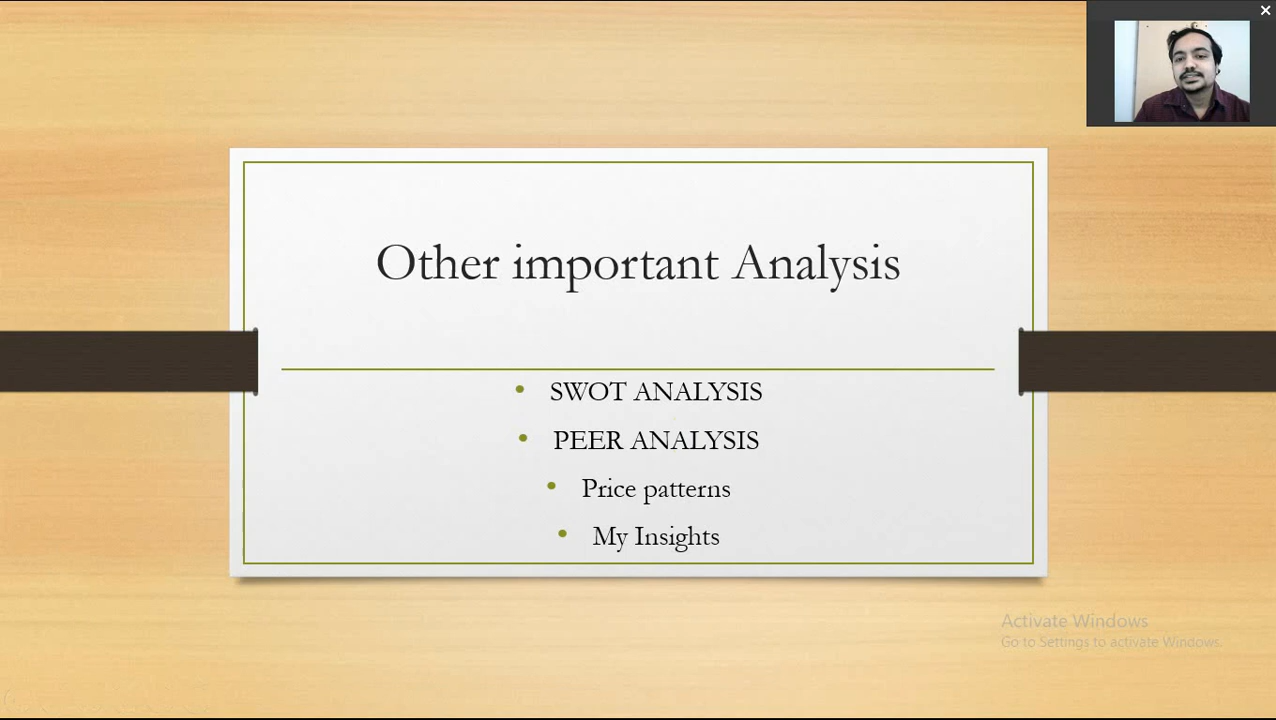 Other important Analysis
• SWOT ANALYSIS
• PEER ANALYSIS
• Price patterns
• My Insights
Activate Windows
Go to Settings to activate Windows.